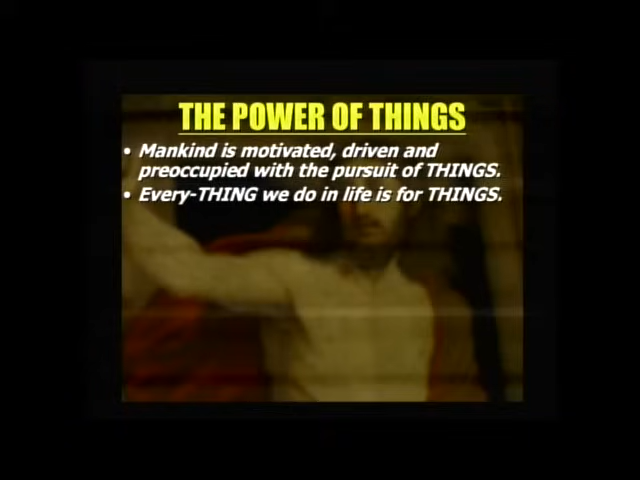 THE POWER OF THINGS
• Mankind is motivated, driven and
preoccupied with the pursuit of THINGS.
• Every-THING we do in life is for THINGS.